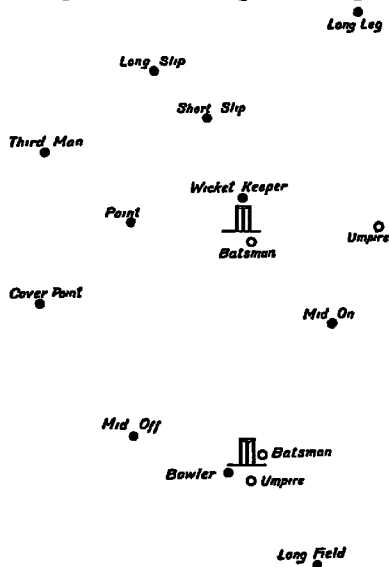 Long Leg
Long Slip
Short Slip
Third Man
Wicket Keeper
Point
Umpire
Batsman
Cover Point
Mid On
Mid Off
Batsman
Bowler
Umpire
Long Field